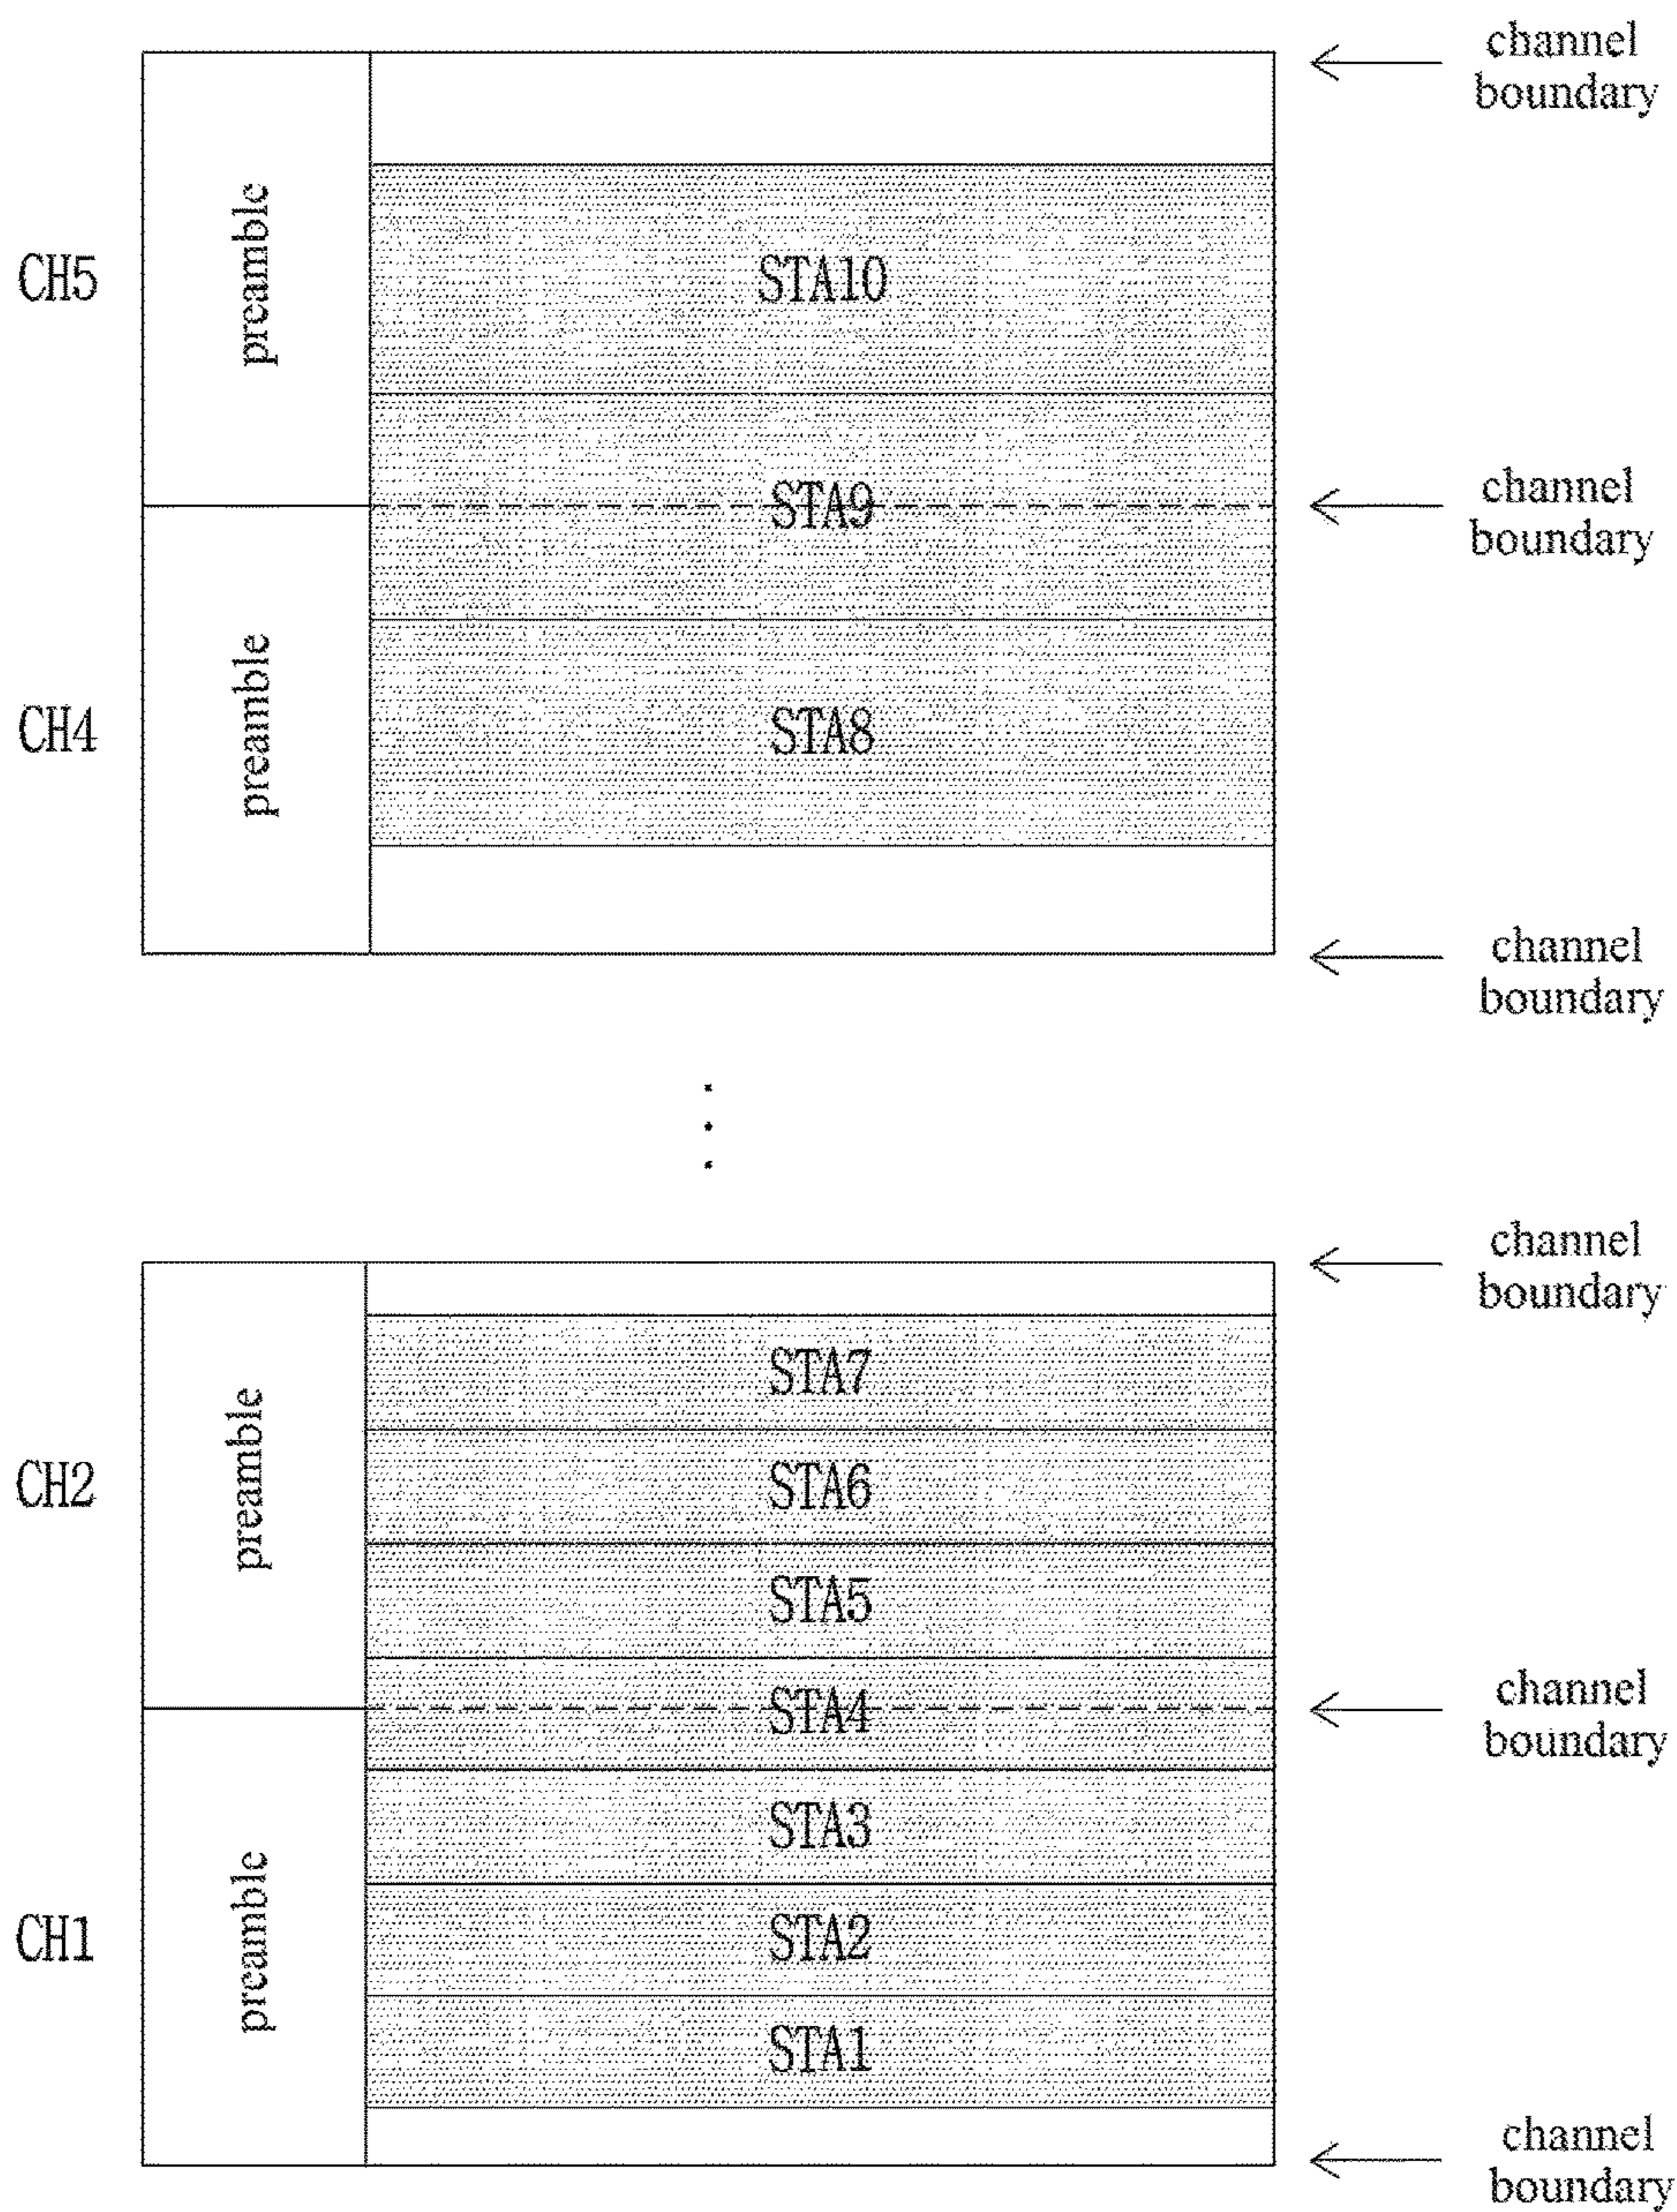 channel
boundary
CH5
preamble
STA10
STA9
channel
boundary
CH4
preamble
STA8
channel
boundary
channel
boundary
CH2
preamble
STA7
STA6
STA5
STA4
channel
boundary
CH1
preamble
STA3
STA2
STA1
channel
boundary